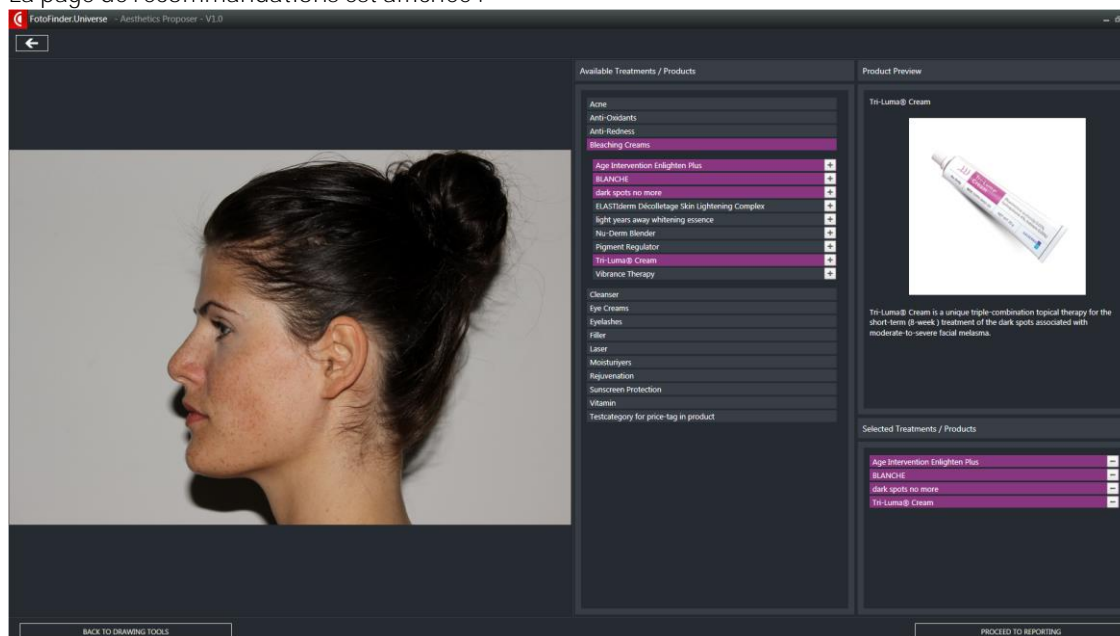 La page de recommandations est affichée :
FotoFinder.Universe - Aesthetics Proposer - V1.0
Available Treatments / Products
Acne
Anti-Oxidants
Anti-Redness
Bleaching Creams
Age Intervention Enlighten Plus
BLANCHE
dark spots no more
ELASTIderm Décolletage Skin Lightening Complex
light years away whitening essence
Nu-Derm Blender
Pigment Regulator
Tri-Luma® Cream
Vibrance Therapy
Cleanser
Eye Creams
Eyelashes
Filler
Laser
Moisturiyers
Rejuvenation
Sunscreen Protection
Vitamin
Testcategory for price-tag in product
Product Preview
Tri-Luma® Cream
Tri-Luma® Cream is a unique triple-combination topical therapy for the
short-term (8-week ) treatment of the dark spots associated with
moderate-to-severe facial melasma.
Selected Treatments / Products
Age Intervention Enlighten Plus
BLANCHE
dark spots no more
Tri-Luma® Cream
BACK TO DRAWING TOOLS
PROCEED TO REPORTING